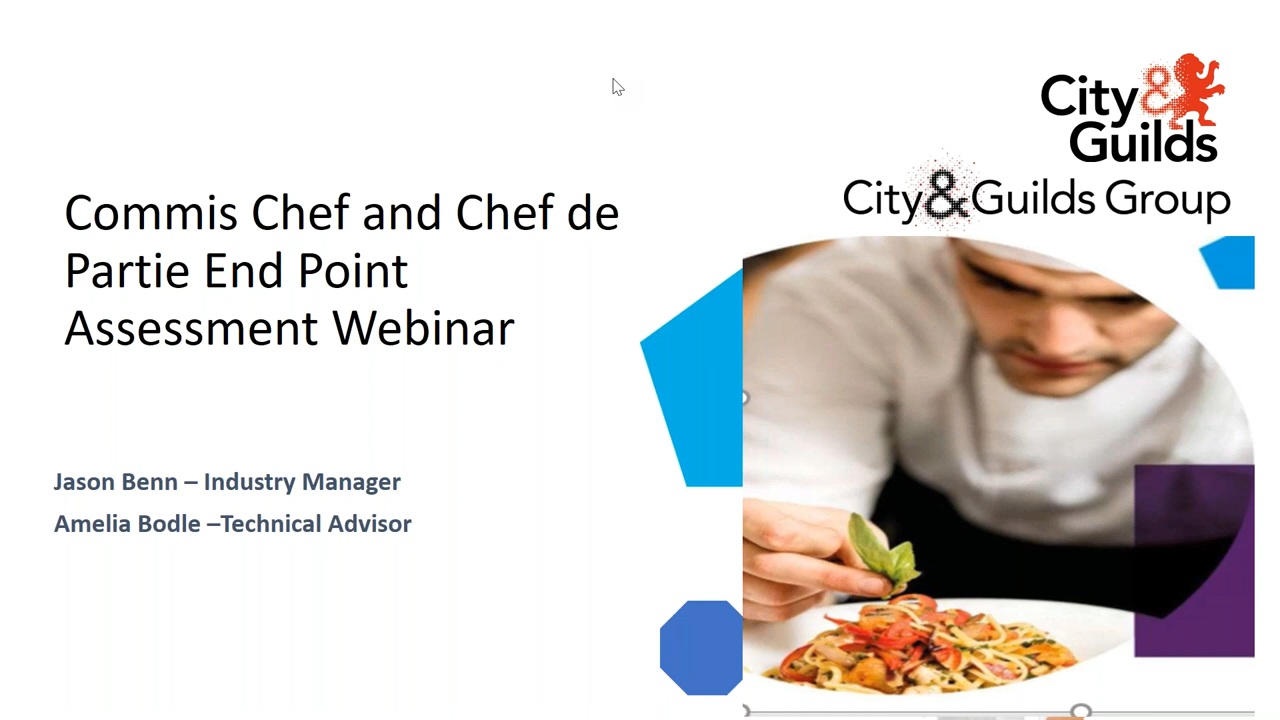 City&
Guilds
City&Guilds Group
Commis Chef and Chef de
Partie End Point
Assessment Webinar
Jason Benn – Industry Manager
Amelia Bodle –Technical Advisor